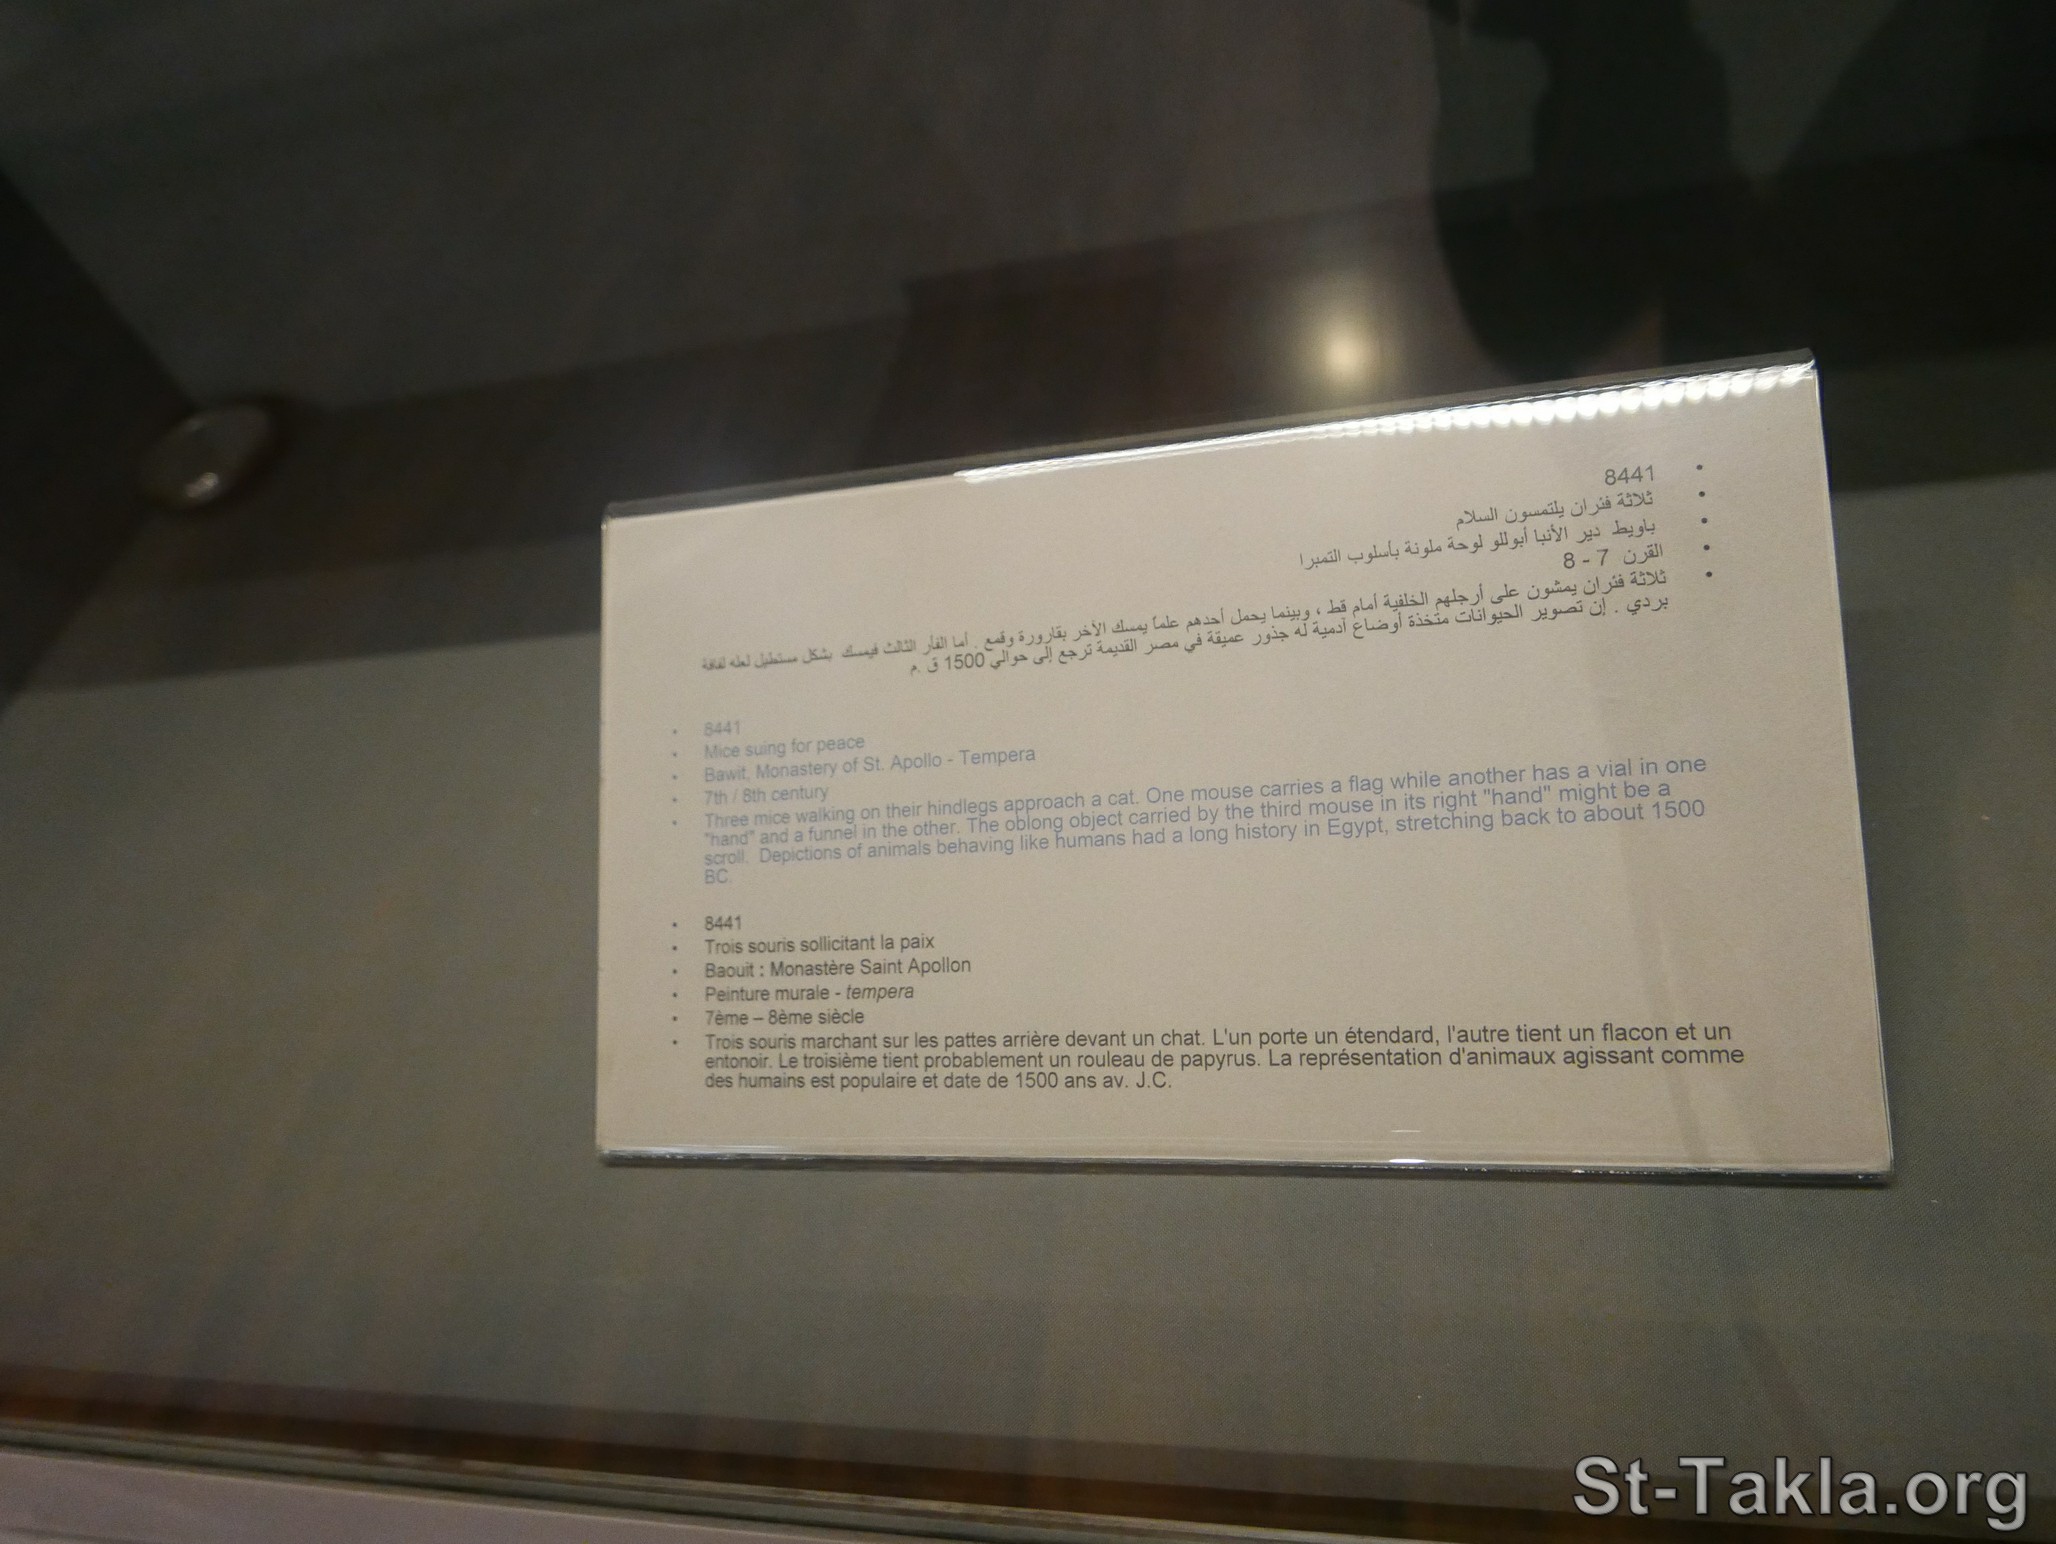 8441
ثلاثة فئران يلتمسون السلام
باويط دير الأنبا أبوللو لوحة ملونة بأسلوب التمبرا
القرن 7 - 8
ثلاثة فئران يمشون على أرجلهم الخلفية أمام قط ، وبينما يحمل أحدهم علماً يمسك الآخر بقارورة وقمع . أما الفأر الثالث فيمسك بشكل مستطيل لعله لفافة
بردي . إن تصوير الحيوانات متخذة أوضاع آدمية له جذور عميقة في مصر القديمة ترجع إلى حوالي 1500 ق .م
8441
Mice suing for peace
Bawit, Monastery of St. Apollo - Tempera
7th / 8th century
Three mice walking on their hindlegs approach a cat. One mouse carries a flag while another has a vial in one
"hand" and a funnel in the other. The oblong object carried by the third mouse in its right "hand" might be a
scroll. Depictions of animals behaving like humans had a long history in Egypt, stretching back to about 1500
BC.
8441
Trois souris sollicitant la paix
Baouit : Monastère Saint Apollon
Peinture murale - tempera
7ème – 8ème siècle
Trois souris marchant sur les pattes arrière devant un chat. L'un porte un étendard, l'autre tient un flacon et un
entonoir. Le troisième tient probablement un rouleau de papyrus. La représentation d'animaux agissant comme
des humains est populaire et date de 1500 ans av. J.C.
St-Takla.org